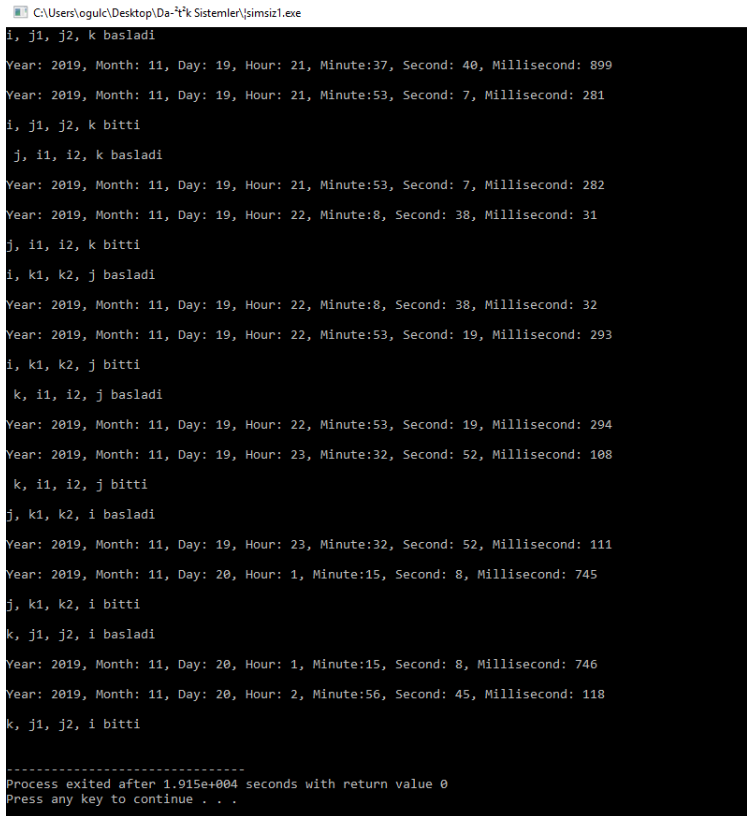 C:\Users\ogulc\Desktop\Da-²t²k Sistemler\¦simsiz1.exe
i, j1, j2, k basladi
Year: 2019, Month: 11, Day: 19, Hour: 21, Minute:37, Second: 40, Millisecond: 899
Year: 2019, Month: 11, Day: 19, Hour: 21, Minute:53, Second: 7, Millisecond: 281
i, j1, j2, k bitti
j, i1, i2, k basladi
Year: 2019, Month: 11, Day: 19, Hour: 21, Minute:53, Second: 7, Millisecond: 282
Year: 2019, Month: 11, Day: 19, Hour: 22, Minute:8, Second: 38, Millisecond: 31
j, i1, i2, k bitti
i, k1, k2, j basladi
Year: 2019, Month: 11, Day: 19, Hour: 22, Minute:8, Second: 38, Millisecond: 32
Year: 2019, Month: 11, Day: 19, Hour: 22, Minute:53, Second: 19, Millisecond: 293
i, k1, k2, j bitti
k, i1, i2, j basladi
Year: 2019, Month: 11, Day: 19, Hour: 22, Minute:53, Second: 19, Millisecond: 294
Year: 2019, Month: 11, Day: 19, Hour: 23, Minute:32, Second: 52, Millisecond: 108
k, i1, i2, j bitti
j, k1, k2, i basladi
Year: 2019, Month: 11, Day: 19, Hour: 23, Minute:32, Second: 52, Millisecond: 111
Year: 2019, Month: 11, Day: 20, Hour: 1, Minute:15, Second: 8, Millisecond: 745
j, k1, k2, i bitti
k, j1, j2, i basladi
Year: 2019, Month: 11, Day: 20, Hour: 1, Minute:15, Second: 8, Millisecond: 746
Year: 2019, Month: 11, Day: 20, Hour: 2, Minute:56, Second: 45, Millisecond: 118
k, j1, j2, i bitti
--------------------------------
Process exited after 1.915e+004 seconds with return value 0
Press any key to continue . . .